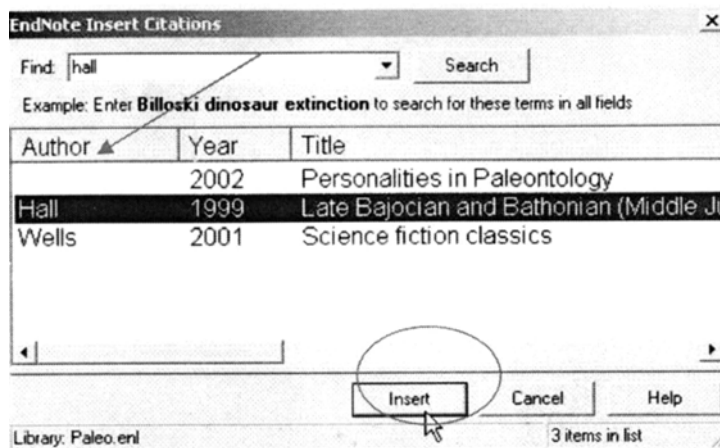 EndNote Insert Citations
Find: hall Search
Example: Enter Billoski dinosaur extinction to search for these terms in all fields
Author Year Title
2002 Personalities in Paleontology
Hall 1999 Late Bajocian and Bathonian (Middle Ju
Wells 2001 Science fiction classics
Insert Cancel Help
Library: Paleo.enl 3 items in list